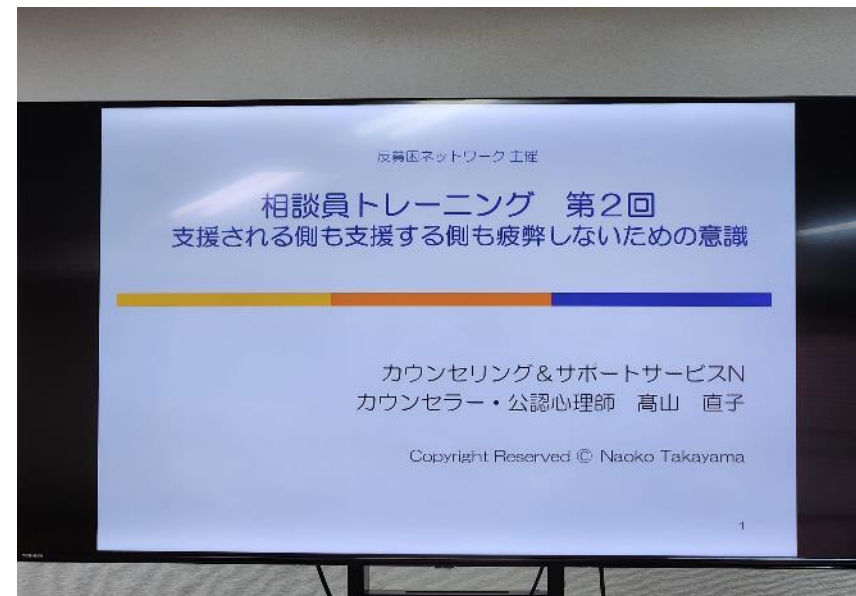 反貧困ネットワーク 主催
相談員トレーニング 第2回
支援される側も支援する側も疲弊しないための意識
カウンセリング&サポートサービスN
カウンセラー・公認心理師 髙山 直子
Copyright Reserved © Naoko Takayama
1
TOSHIBA